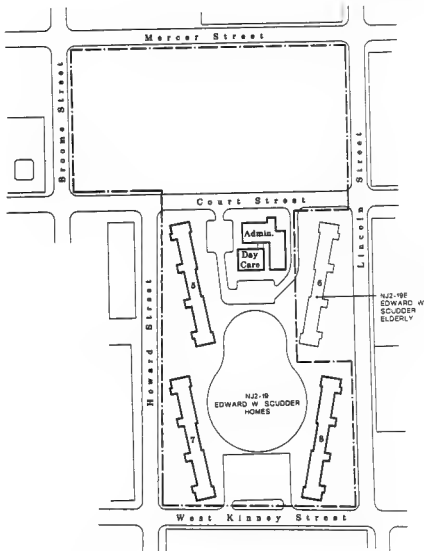 Mercer Street
Broome Street
Lincoln Street
Court Street
Admin.
Day
Care
5
6
NJ2-19E
EDWARD W
SCUDDER
ELDERLY
Howard Street
NJ2-19
EDWARD W SCUDDER
HOMES
7
8
West Kinney Street